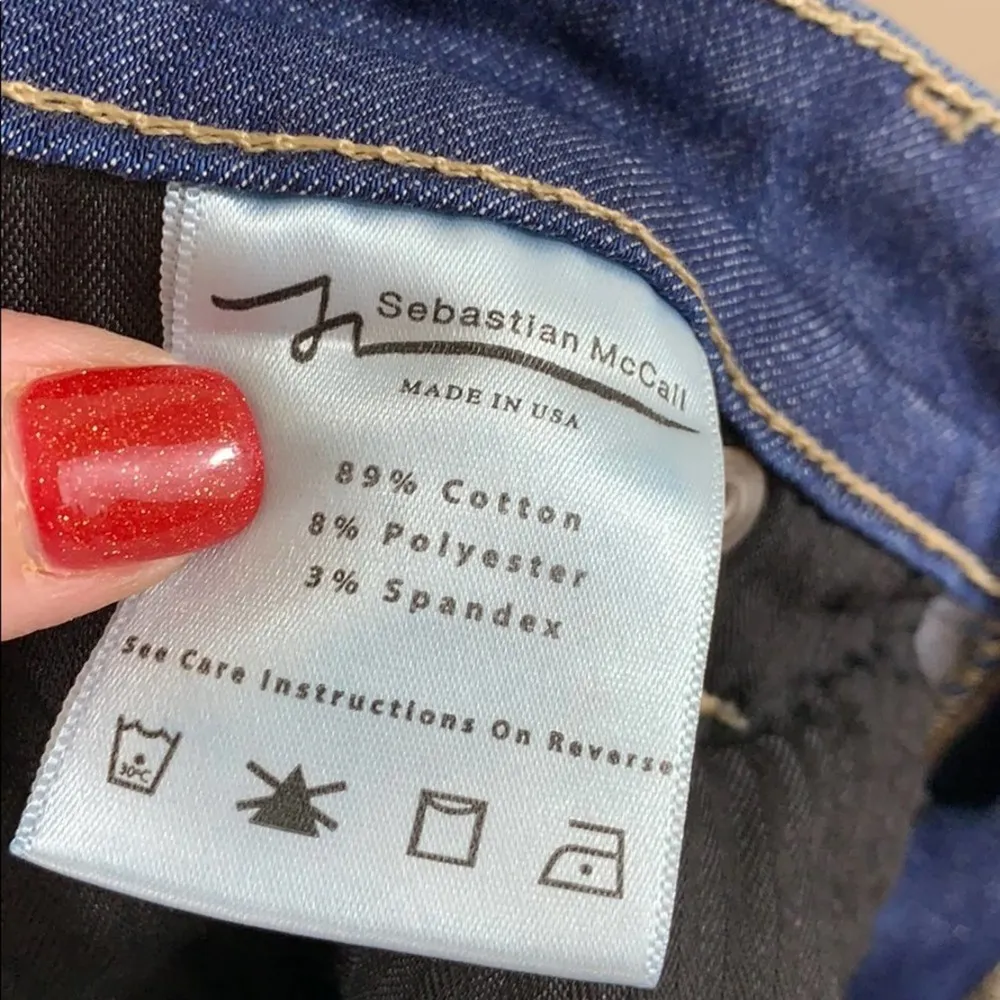 Sebastian McCall
MADE IN USA
89% Cotton
8% Polyester
3% Spandex
See Care Instructions On Reverse
30°C